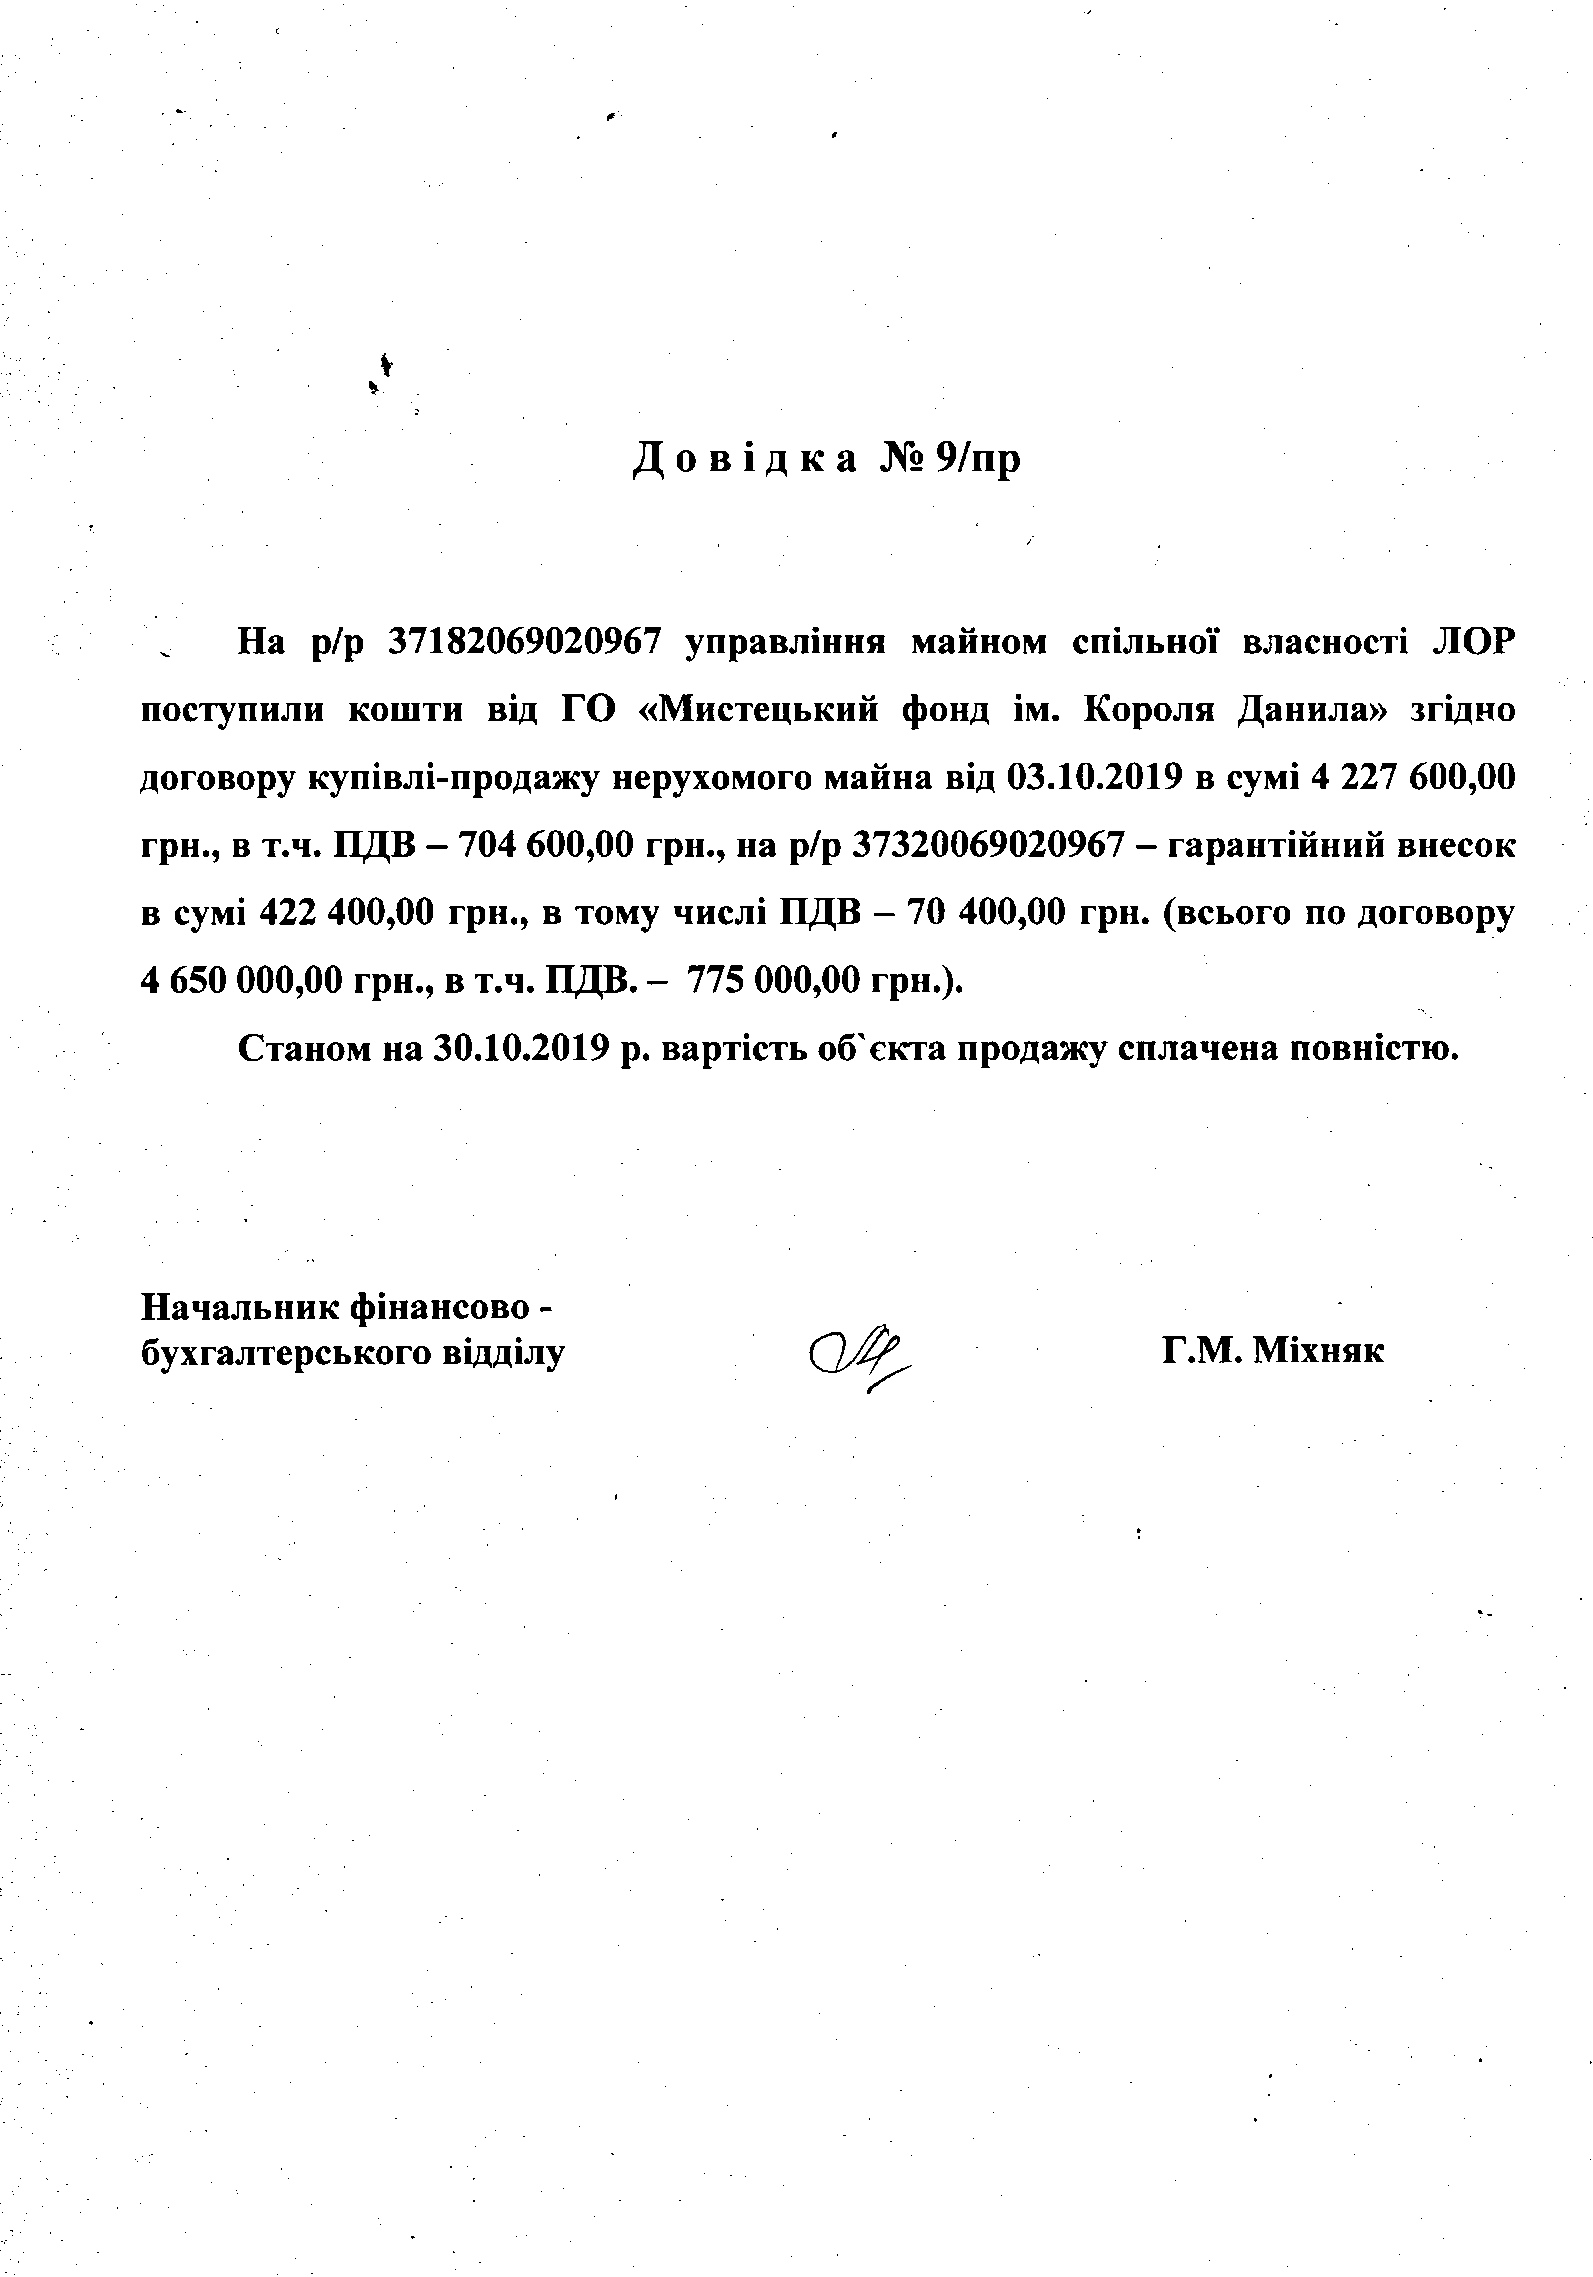 Д о в і д к а № 9/пр
На р/р 37182069020967 управління майном спільної власності ЛОР
поступили кошти від ГО «Мистецький фонд ім. Короля Данила» згідно
договору купівлі-продажу нерухомого майна від 03.10.2019 в сумі 4 227 600,00
грн., в т.ч. ПДВ – 704 600,00 грн., на р/р 37320069020967 – гарантійний внесок
в сумі 422 400,00 грн., в тому числі ПДВ – 70 400,00 грн. (всього по договору
4 650 000,00 грн., в т.ч. ПДВ. – 775 000,00 грн.).
Станом на 30.10.2019 р. вартість об`єкта продажу сплачена повністю.
Начальник фінансово -
бухгалтерського відділу
Г.М. Міхняк